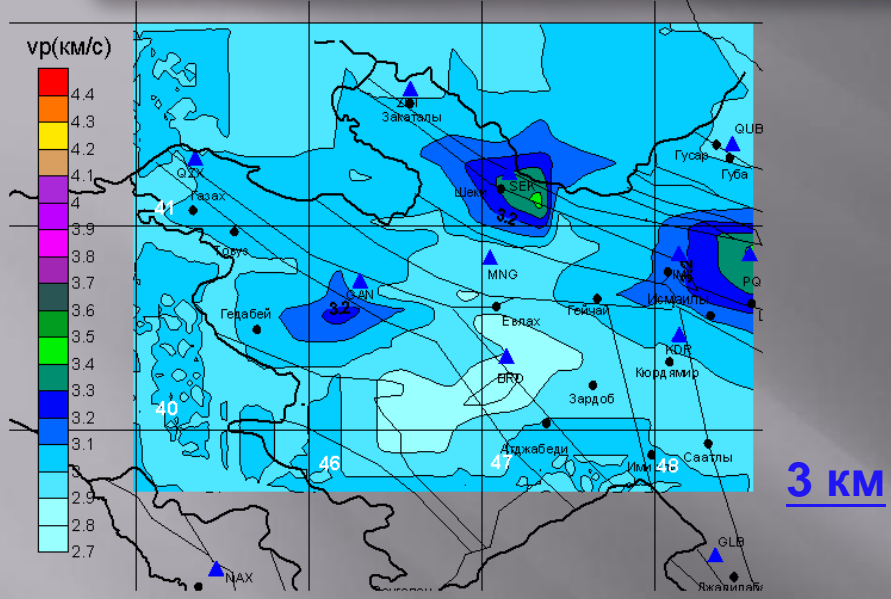 vp(км/с)
4.4
4.3
4.2
4.1
4
3.9
3.8
3.7
3.6
3.5
3.4
3.3
3.2
3.1
3
2.9
2.8
2.7
Закаталы
QUB
Гусар
Губа
QZX
Газах
41
Шеки
SEK
3.2
Товуз
MNG
GAN
PQ
Исмаилы
Гейчай
Гедабей
3.2
Евлах
KDR
Кюрдямир
BRD
Зардоб
40
Агджабеди
Саатлы
46
47
Ими
48
3 км
GLB
NAX
Джалилаба